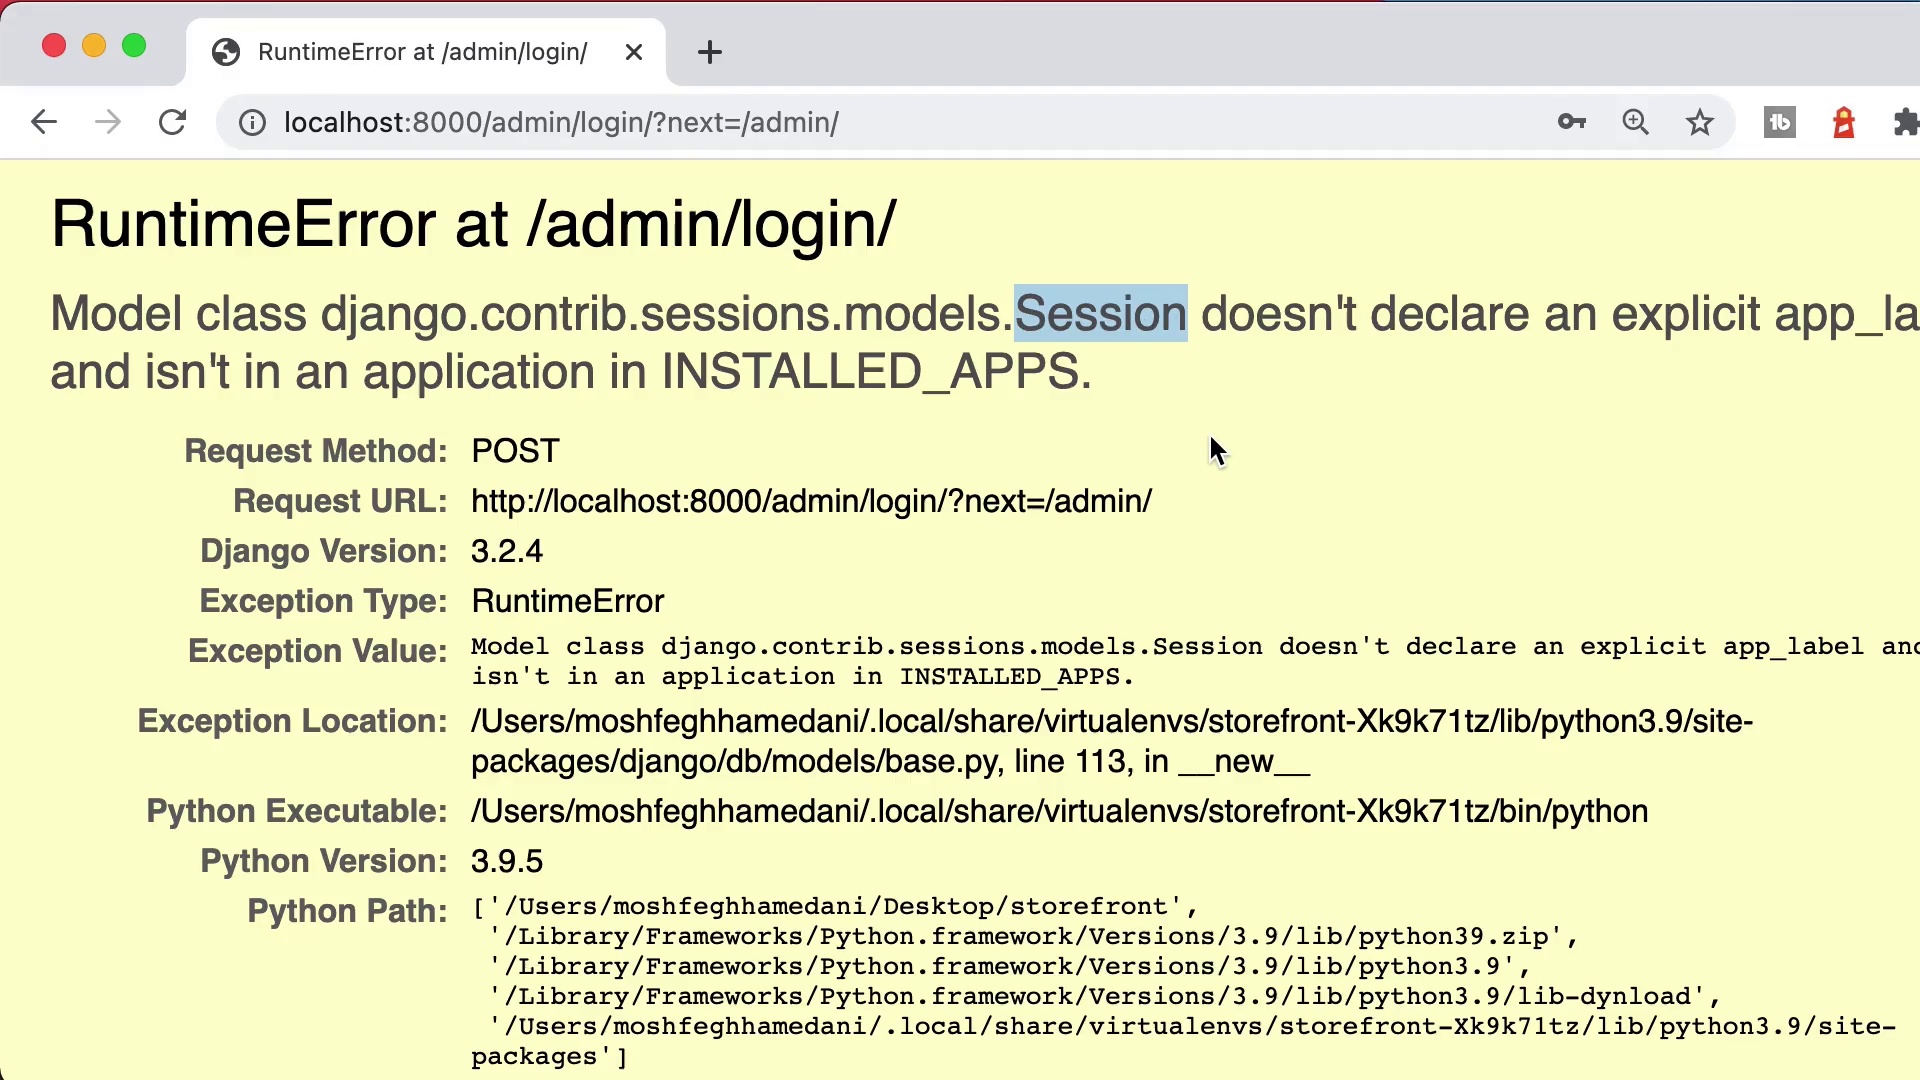 RuntimeError at /admin/login/
localhost:8000/admin/login/?next=/admin/
RuntimeError at /admin/login/
Model class django.contrib.sessions.models.Session doesn't declare an explicit app_la
and isn't in an application in INSTALLED_APPS.
Request Method: POST
Request URL: http://localhost:8000/admin/login/?next=/admin/
Django Version: 3.2.4
Exception Type: RuntimeError
Exception Value: Model class django.contrib.sessions.models.Session doesn't declare an explicit app_label and
isn't in an application in INSTALLED_APPS.
Exception Location: /Users/moshfeghhamedani/.local/share/virtualenvs/storefront-Xk9k71tz/lib/python3.9/site-
packages/django/db/models/base.py, line 113, in __new__
Python Executable: /Users/moshfeghhamedani/.local/share/virtualenvs/storefront-Xk9k71tz/bin/python
Python Version: 3.9.5
Python Path: ['/Users/moshfeghhamedani/Desktop/storefront',
'/Library/Frameworks/Python.framework/Versions/3.9/lib/python39.zip',
'/Library/Frameworks/Python.framework/Versions/3.9/lib/python3.9',
'/Library/Frameworks/Python.framework/Versions/3.9/lib/python3.9/lib-dynload',
'/Users/moshfeghhamedani/.local/share/virtualenvs/storefront-Xk9k71tz/lib/python3.9/site-
packages']